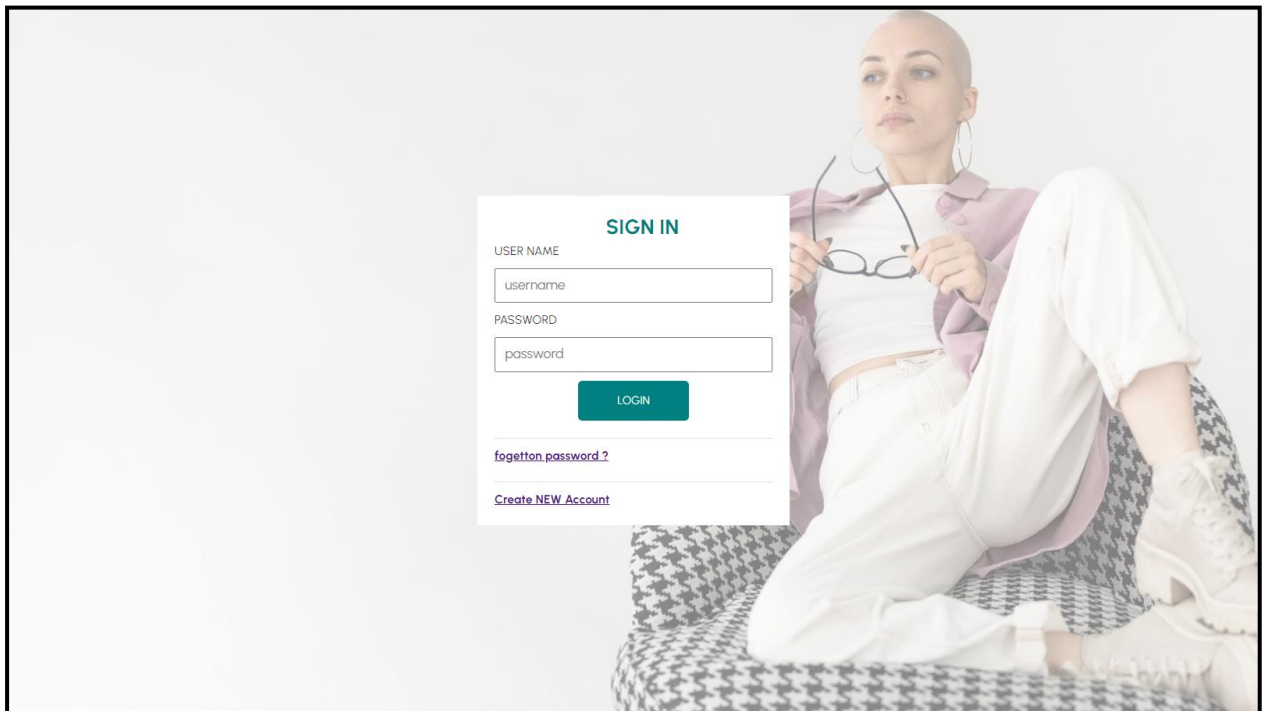 SIGN IN
USER NAME
username
PASSWORD
password
LOGIN
fogetton password ?
Create NEW Account